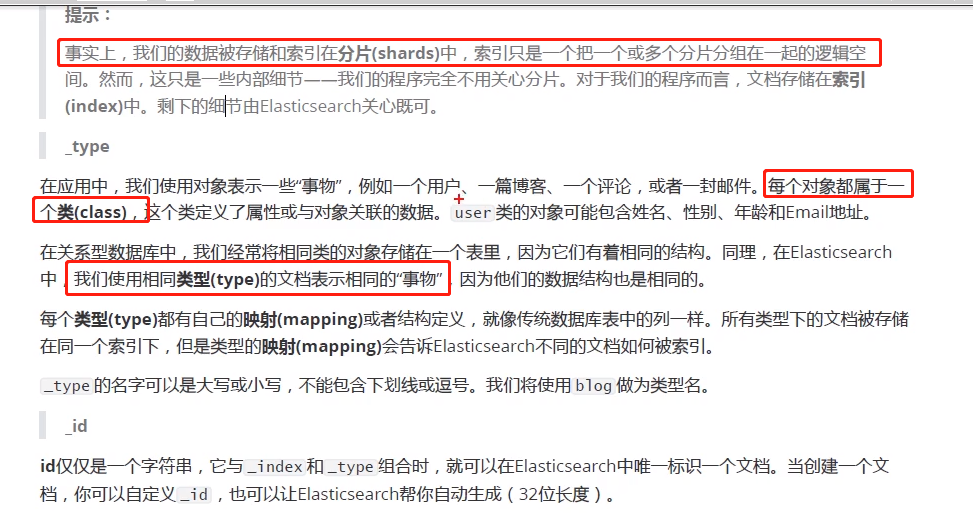 提示：
事实上，我们的数据被存储和索引在分片(shards)中，索引只是一个把一个或多个分片分组在一起的逻辑空
间。然而，这只是一些内部细节——我们的程序完全不用关心分片。对于我们的程序而言，文档存储在索引
(index)中。剩下的细节由Elasticsearch关心既可。
_type
在应用中，我们使用对象表示一些“事物”，例如一个用户、一篇博客、一个评论，或者一封邮件。每个对象都属于一
个类(class)，这个类定义了属性或与对象关联的数据。user类的对象可能包含姓名、性别、年龄和Email地址。
在关系型数据库中，我们经常将相同类的对象存储在一个表里，因为它们有着相同的结构。同理，在Elasticsearch
中，我们使用相同类型(type)的文档表示相同的“事物”，因为他们的数据结构也是相同的。
每个类型(type)都有自己的映射(mapping)或者结构定义，就像传统数据库表中的列一样。所有类型下的文档被存储
在同一个索引下，但是类型的映射(mapping)会告诉Elasticsearch不同的文档如何被索引。
_type的名字可以是大写或小写，不能包含下划线或逗号。我们将使用blog做为类型名。
_id
id仅仅是一个字符串，它与_index和_type组合时，就可以在Elasticsearch中唯一标识一个文档。当创建一个文
档，你可以自定义_id，也可以让Elasticsearch帮你自动生成（32位长度）。